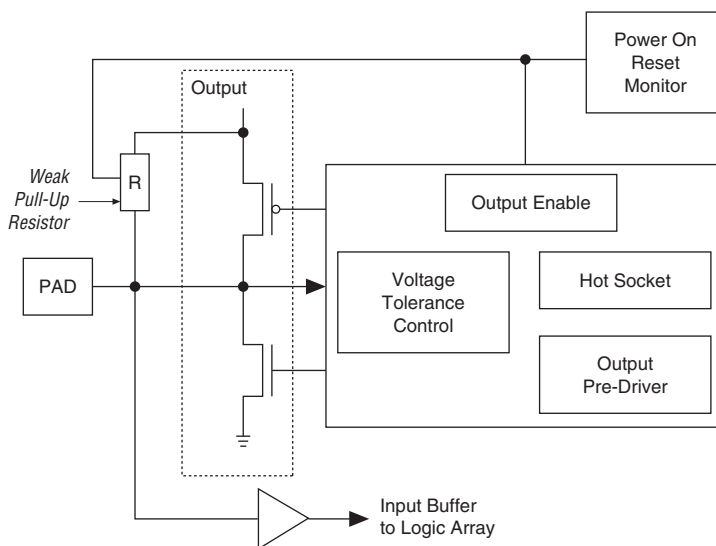 Power On
Reset
Monitor
Output
Weak
Pull-Up
Resistor
R
Output Enable
PAD
Voltage
Tolerance
Control
Hot Socket
Output
Pre-Driver
Input Buffer
to Logic Array